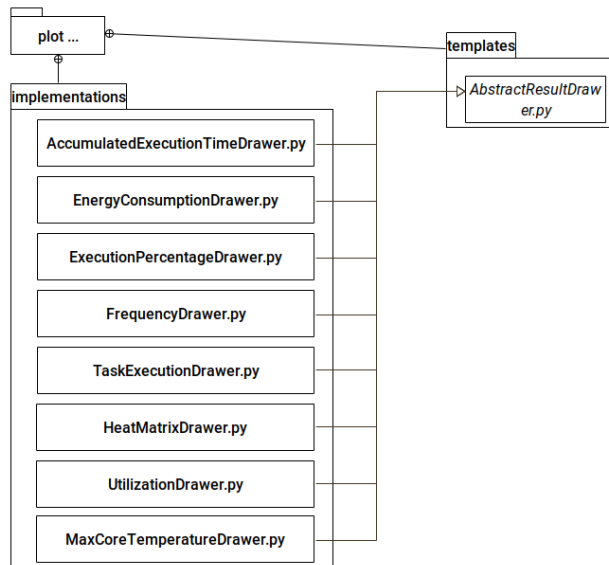 plot ...
templates
implementations
AbstractResultDraw
er.py
AccumulatedExecutionTimeDrawer.py
EnergyConsumptionDrawer.py
ExecutionPercentageDrawer.py
FrequencyDrawer.py
TaskExecutionDrawer.py
HeatMatrixDrawer.py
UtilizationDrawer.py
MaxCoreTemperatureDrawer.py